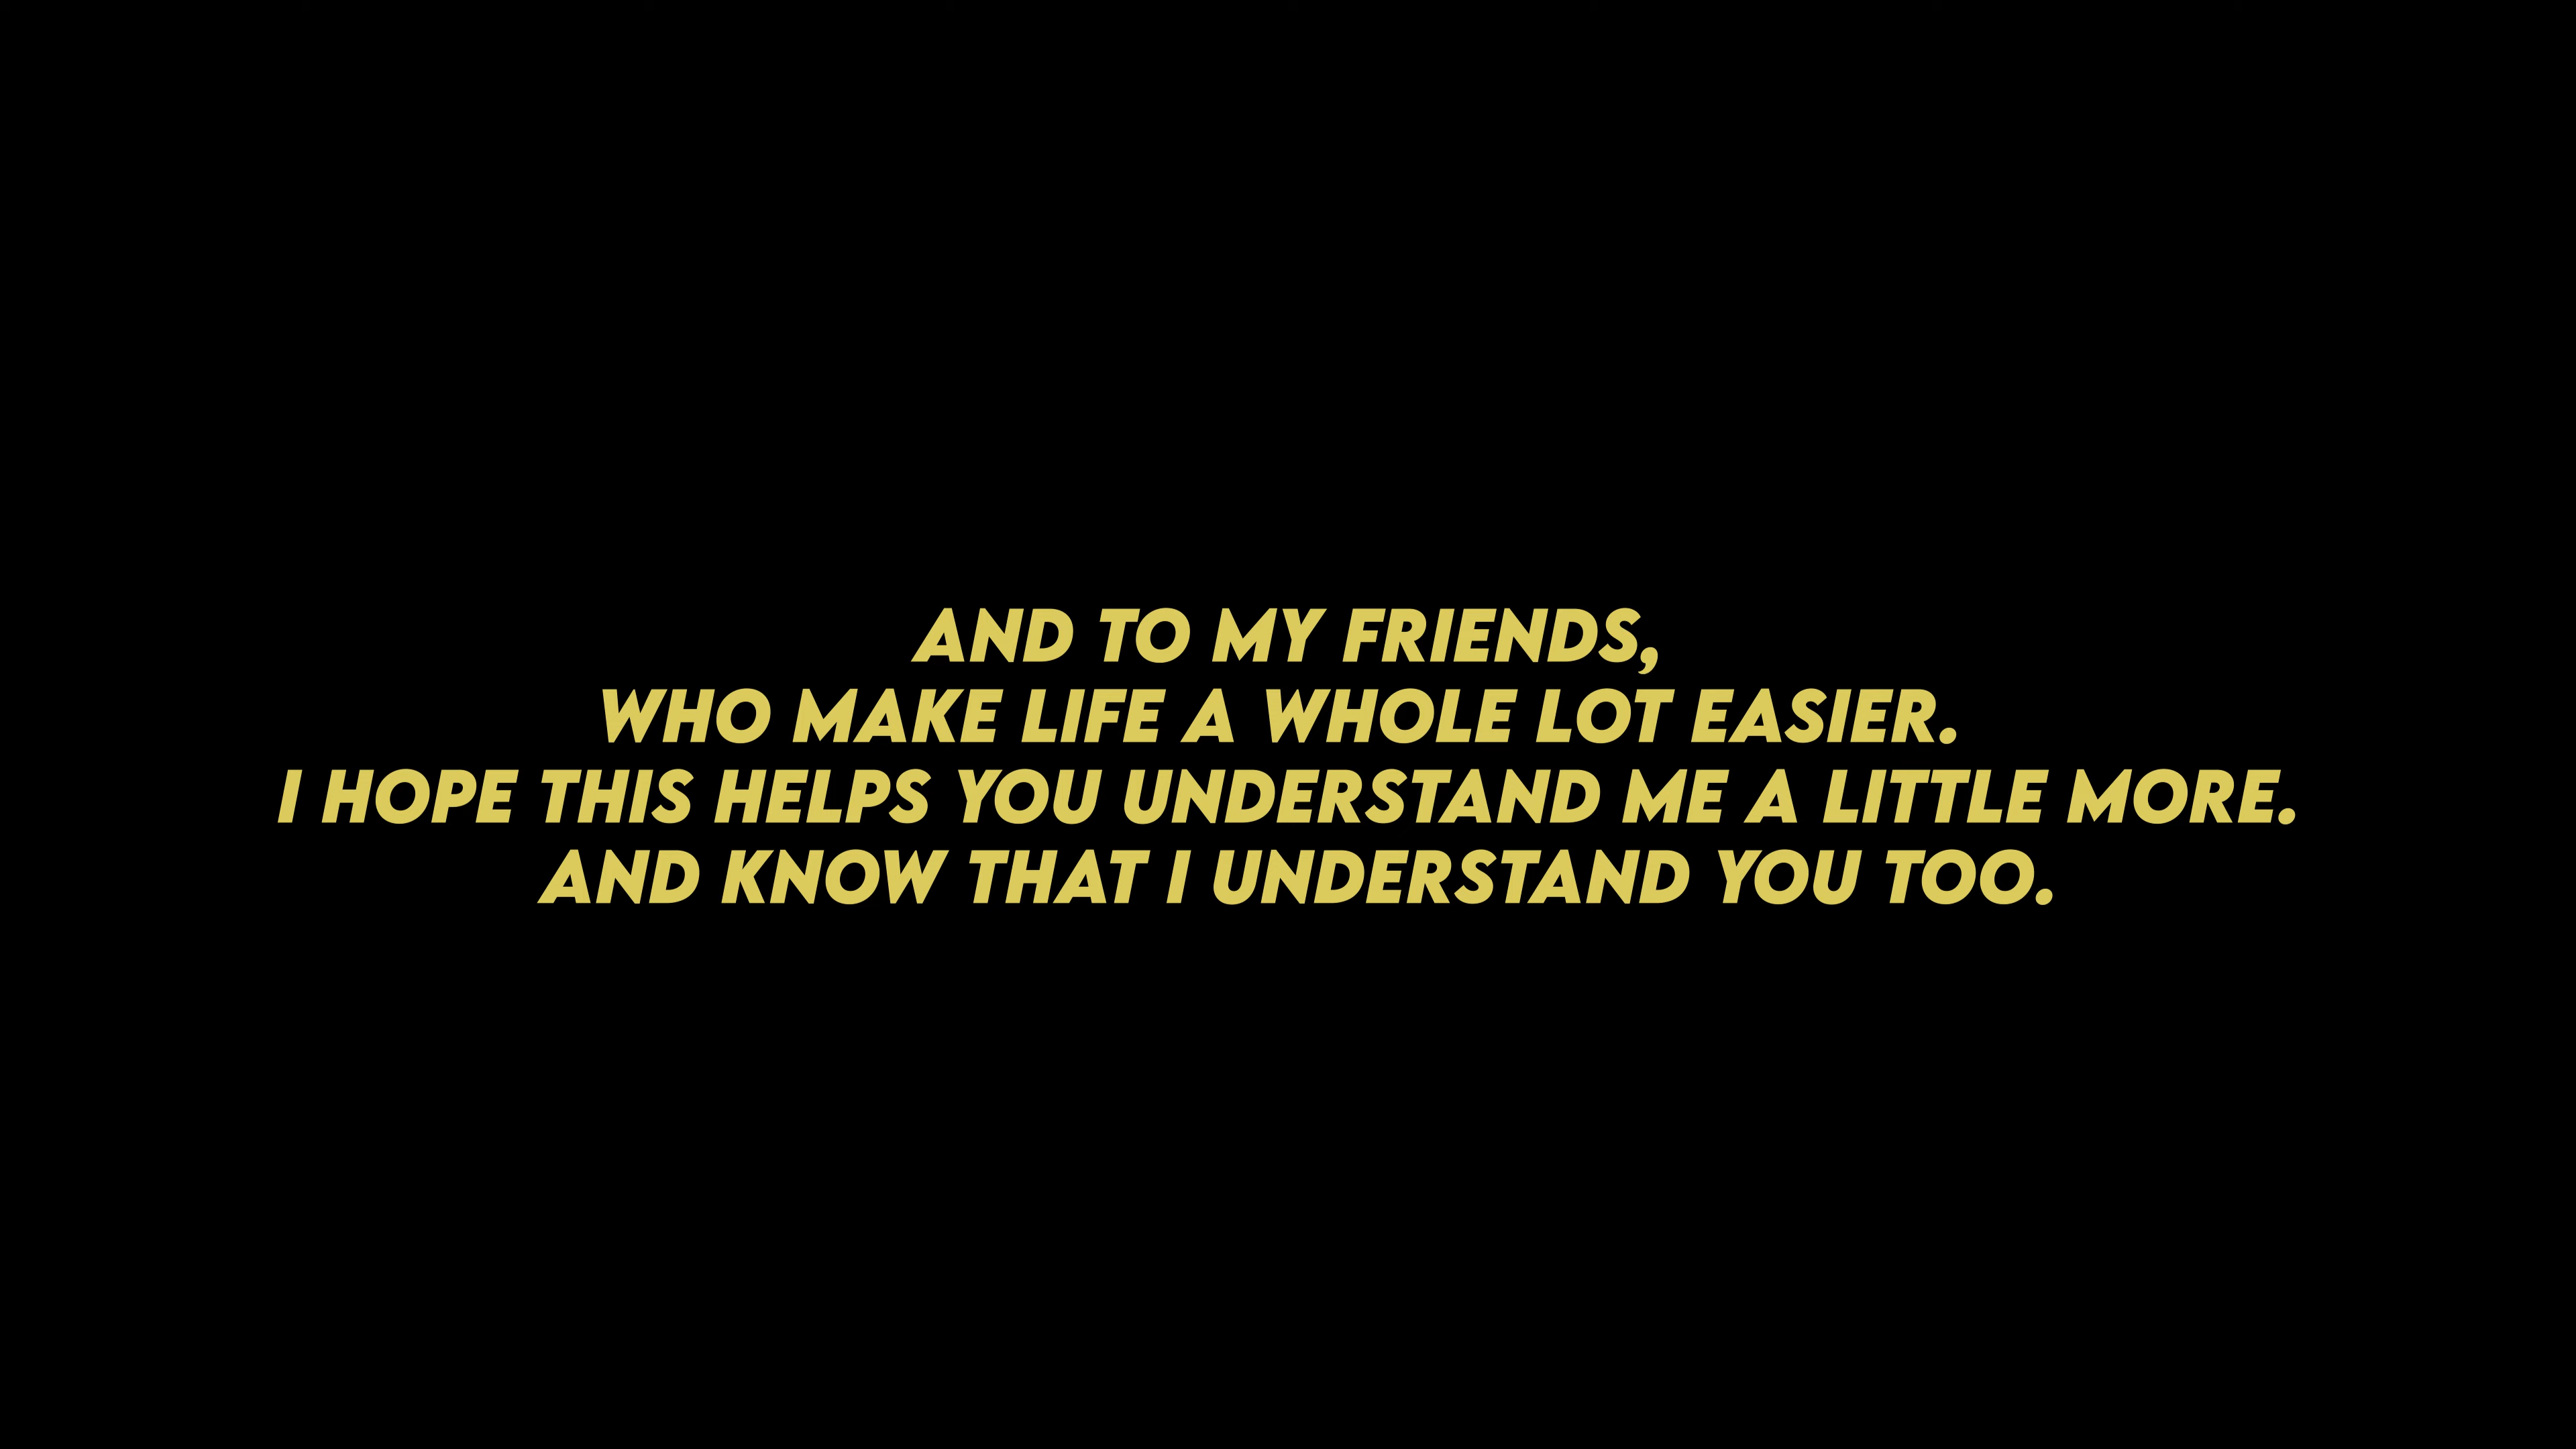 AND TO MY FRIENDS,
WHO MAKE LIFE A WHOLE LOT EASIER.
I HOPE THIS HELPS YOU UNDERSTAND ME A LITTLE MORE.
AND KNOW THAT I UNDERSTAND YOU TOO.